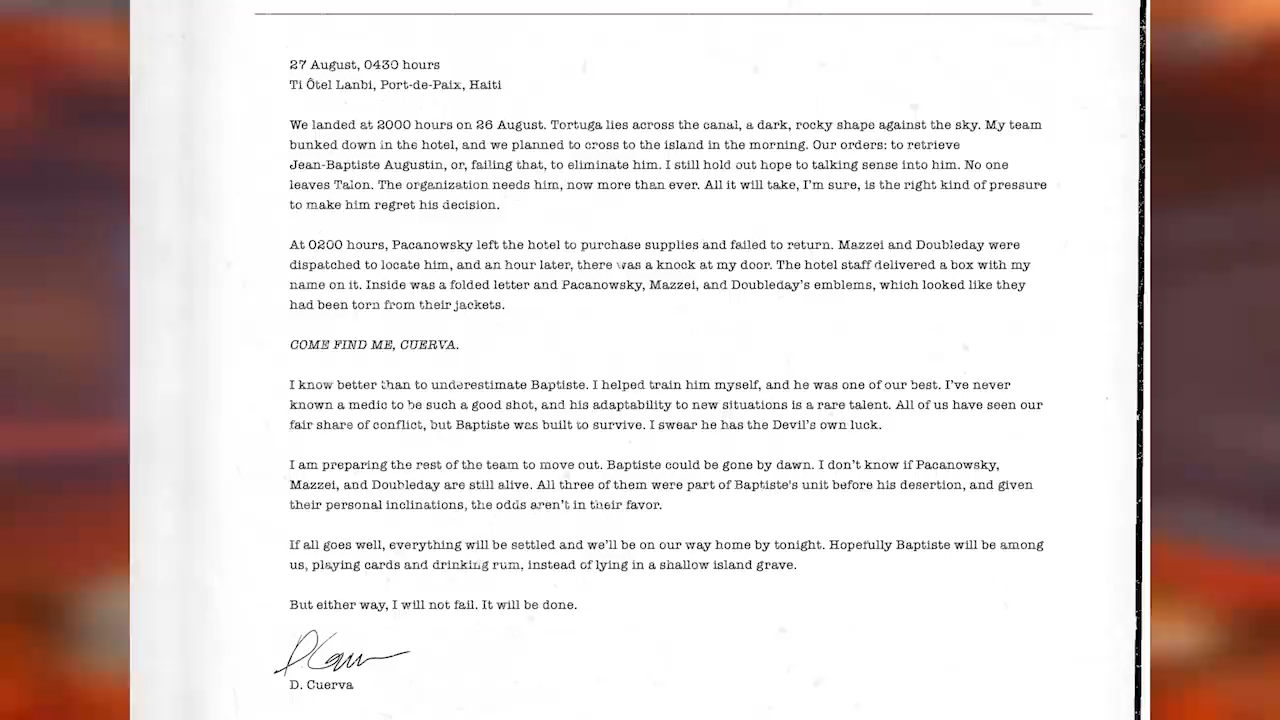 27 August, 0430 hours
Ti Ôtel Lanbi, Port-de-Paix, Haiti
We landed at 2000 hours on 26 August. Tortuga lies across the canal, a dark, rocky shape against the sky. My team
bunked down in the hotel, and we planned to cross to the island in the morning. Our orders: to retrieve
Jean-Baptiste Augustin, or, failing that, to eliminate him. I still hold out hope to talking sense into him. No one
leaves Talon. The organization needs him, now more than ever. All it will take, I'm sure, is the right kind of pressure
to make him regret his decision.
At 0200 hours, Pacanowsky left the hotel to purchase supplies and failed to return. Mazzei and Doubleday were
dispatched to locate him, and an hour later, there was a knock at my door. The hotel staff delivered a box with my
name on it. Inside was a folded letter and Pacanowsky, Mazzei, and Doubleday's emblems, which looked like they
had been torn from their jackets.
COME FIND ME, CUERVA.
I know better than to underestimate Baptiste. I helped train him myself, and he was one of our best. I've never
known a medic to be such a good shot, and his adaptability to new situations is a rare talent. All of us have seen our
fair share of conflict, but Baptiste was built to survive. I swear he has the Devil's own luck.
I am preparing the rest of the team to move out. Baptiste could be gone by dawn. I don't know if Pacanowsky,
Mazzei, and Doubleday are still alive. All three of them were part of Baptiste's unit before his desertion, and given
their personal inclinations, the odds aren't in their favor.
If all goes well, everything will be settled and we'll be on our way home by tonight. Hopefully Baptiste will be among
us, playing cards and drinking rum, instead of lying in a shallow island grave.
But either way, I will not fail. It will be done.
D. Cuerva